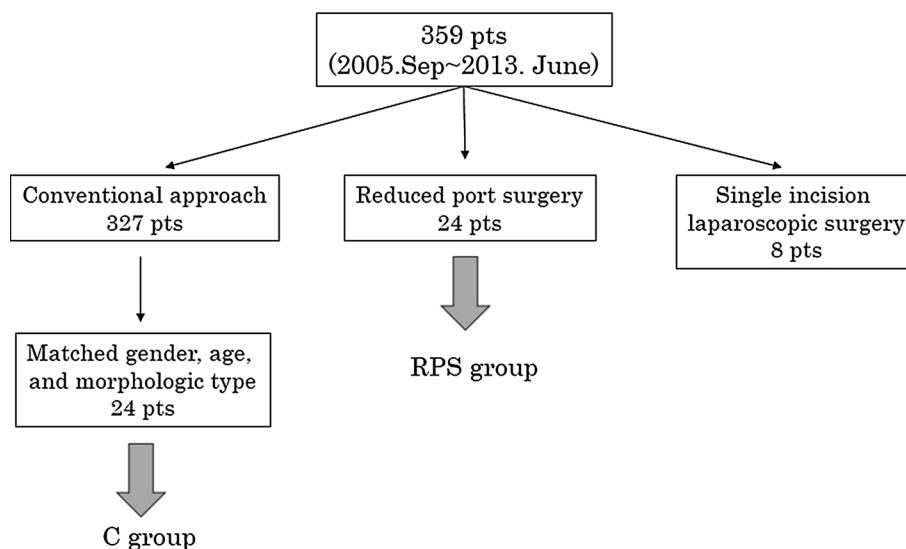 359 pts
(2005.Sep~2013. June)
Conventional approach
327 pts
Reduced port surgery
24 pts
Single incision
laparoscopic surgery
8 pts
Matched gender, age,
and morphologic type
24 pts
RPS group
C group